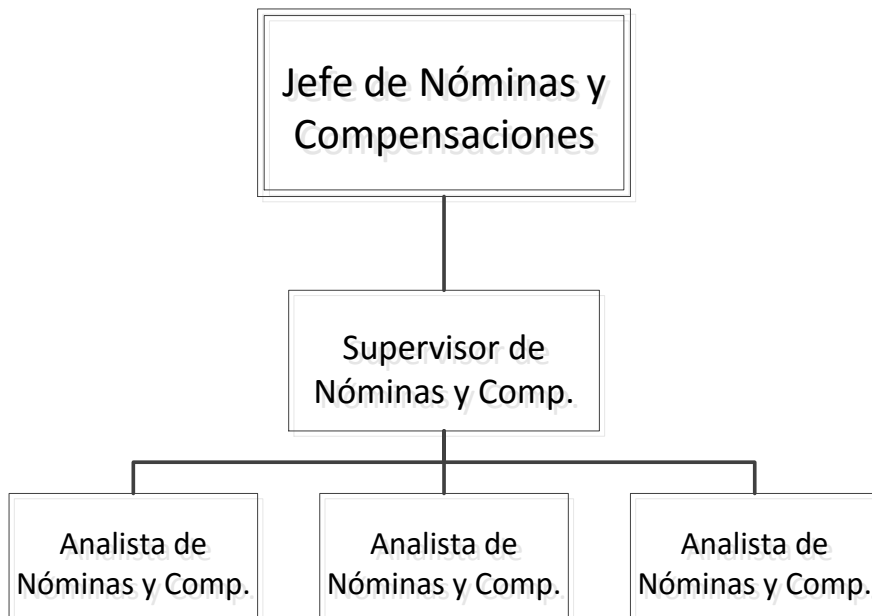 Jefe de Nóminas y
Compensaciones
Supervisor de
Nóminas y Comp.
Analista de
Nóminas y Comp.
Analista de
Nóminas y Comp.
Analista de
Nóminas y Comp.